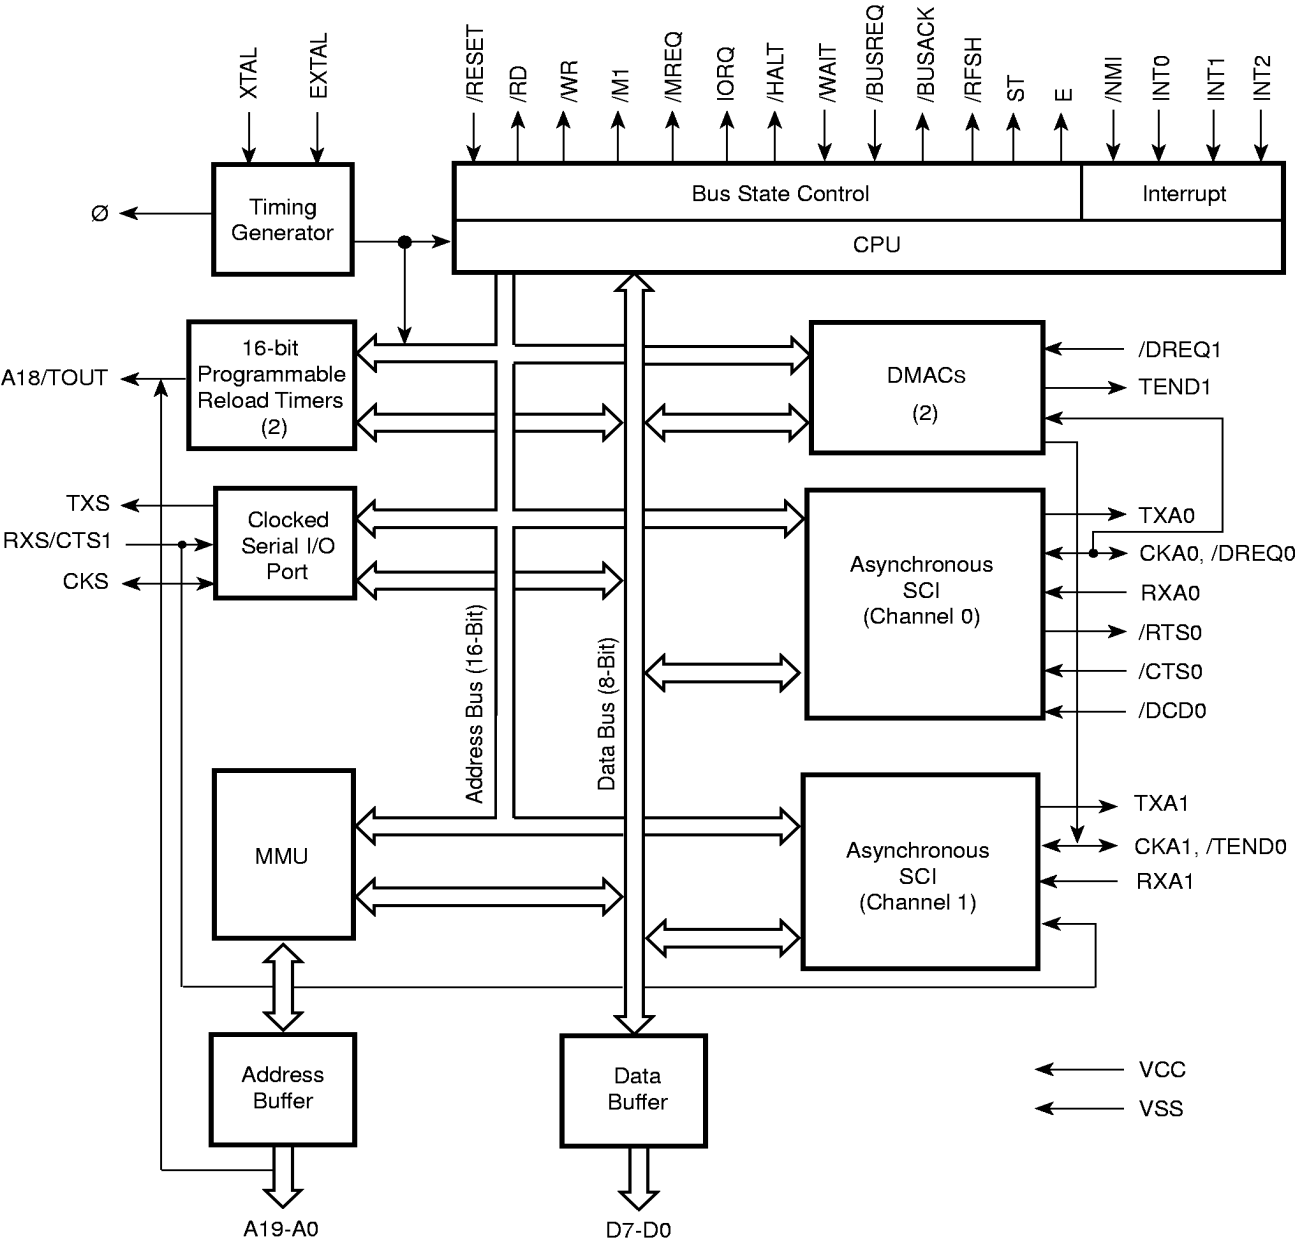 XTAL
EXTAL
/RESET
/RD
/WR
/M1
/MREQ
IORQ
/HALT
/WAIT
/BUSREQ
/BUSACK
/RFSH
ST
E
/NMI
INT0
INT1
INT2
Timing
Generator
Ø
Bus State Control
Interrupt
CPU
16-bit
Programmable
Reload Timers
(2)
A18/TOUT
DMACs
(2)
/DREQ1
TEND1
TXS
RXS/CTS1
CKS
Clocked
Serial I/O
Port
Address Bus (16-Bit)
Data Bus (8-Bit)
Asynchronous
SCI
(Channel 0)
TXA0
CKA0, /DREQ0
RXA0
/RTS0
/CTS0
/DCD0
MMU
Asynchronous
SCI
(Channel 1)
TXA1
CKA1, /TEND0
RXA1
Address
Buffer
Data
Buffer
VCC
VSS
A19-A0
D7-D0